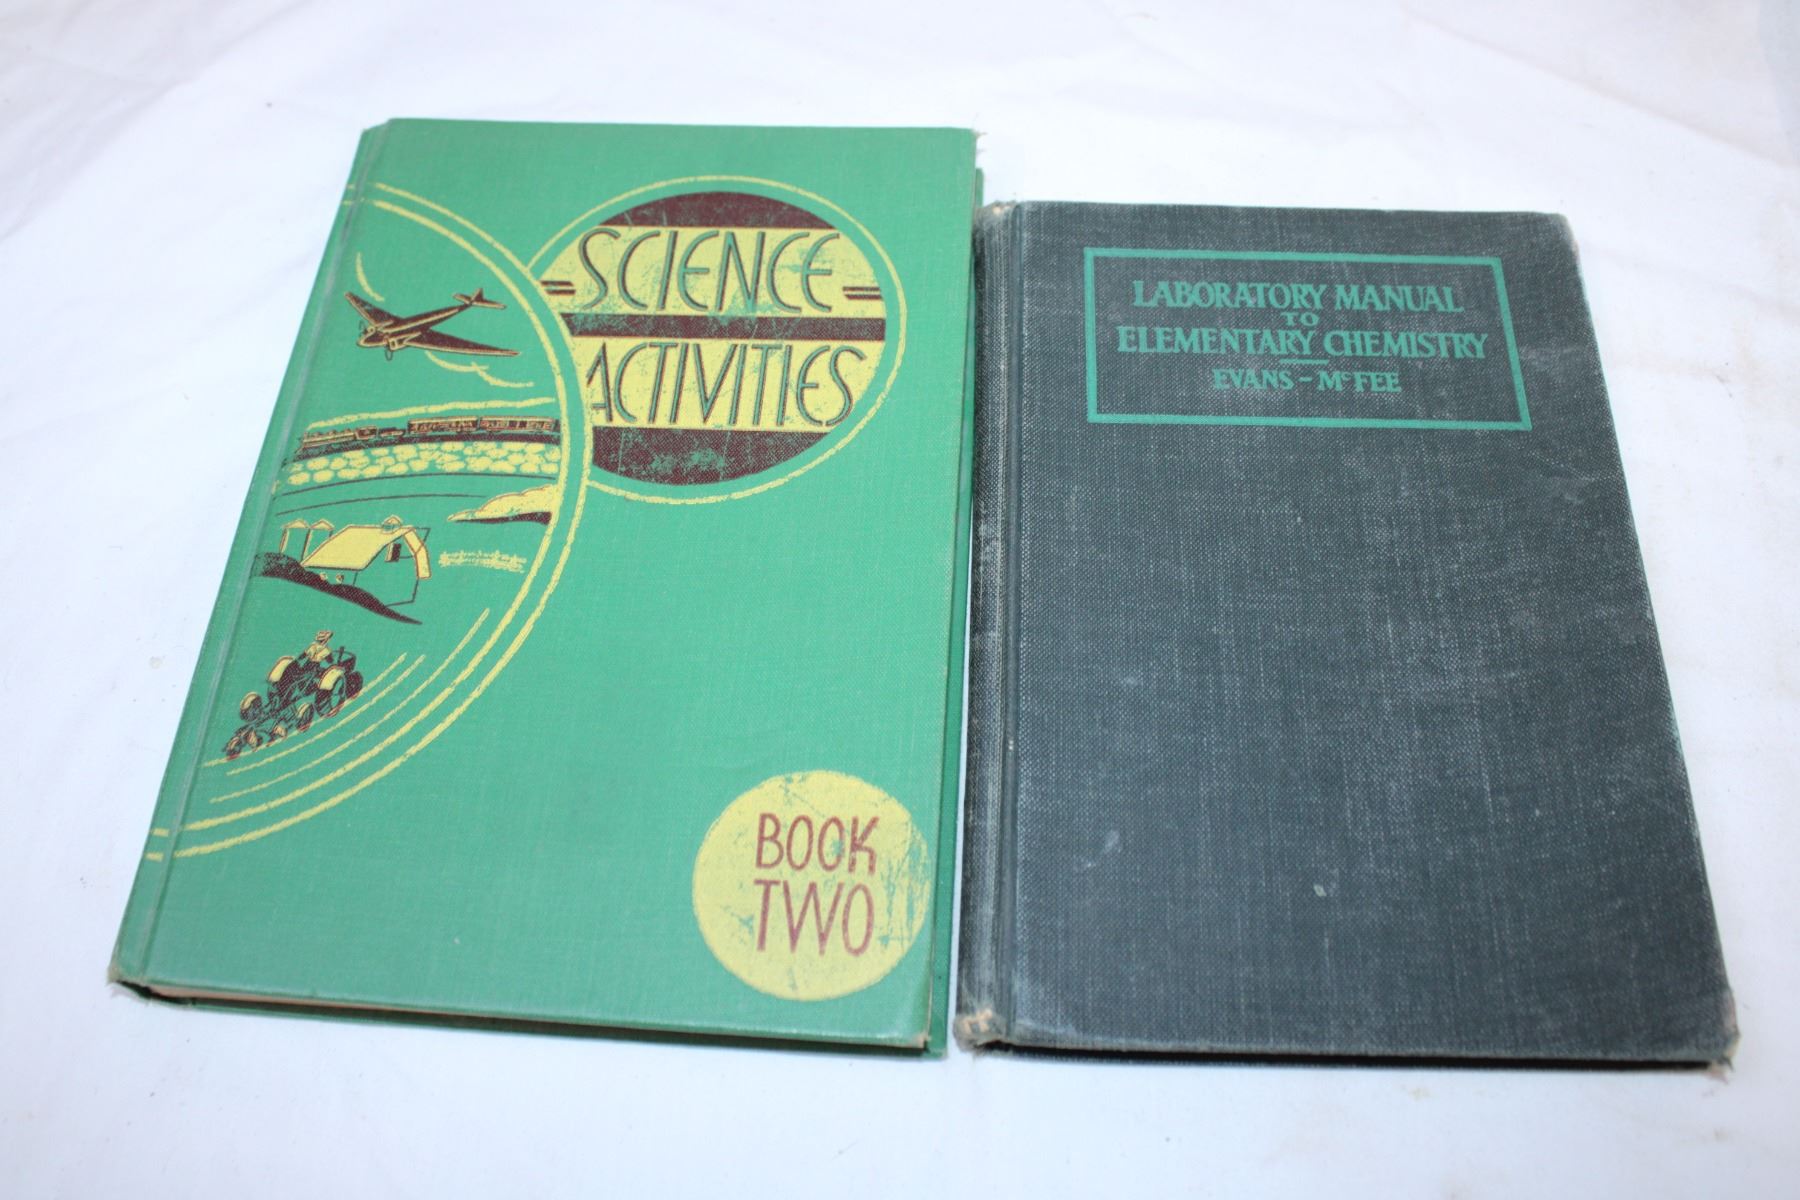 SCIENCE
ACTIVITIES
BOOK
TWO
LABORATORY MANUAL
TO
ELEMENTARY CHEMISTRY
EVANS - McFEE